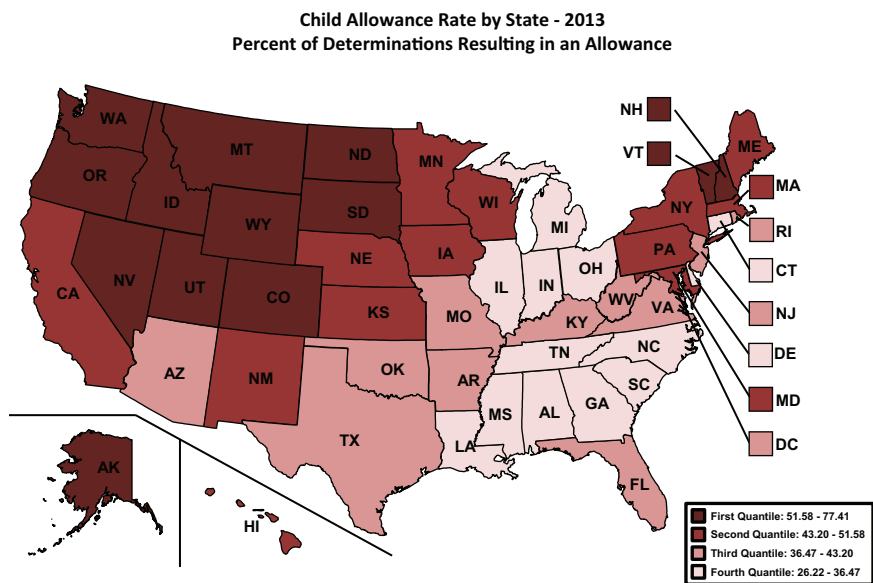 Child Allowance Rate by State - 2013
Percent of Determinations Resulting in an Allowance
NH
WA
VT
ME
MT
ND
MN
OR
MA
ID
WI
NY
SD
WY
RI
MI
PA
IA
NE
CT
OH
IL
IN
NV
UT
CO
CA
WV
VA
KS
MO
NJ
KY
NC
TN
DE
AZ
OK
NM
AR
SC
MD
GA
MS
AL
TX
LA
DC
AK
FL
HI
First Quantile: 51.58 - 77.41
Second Quantile: 43.20 - 51.58
Third Quantile: 36.47 - 43.20
Fourth Quantile: 26.22 - 36.47